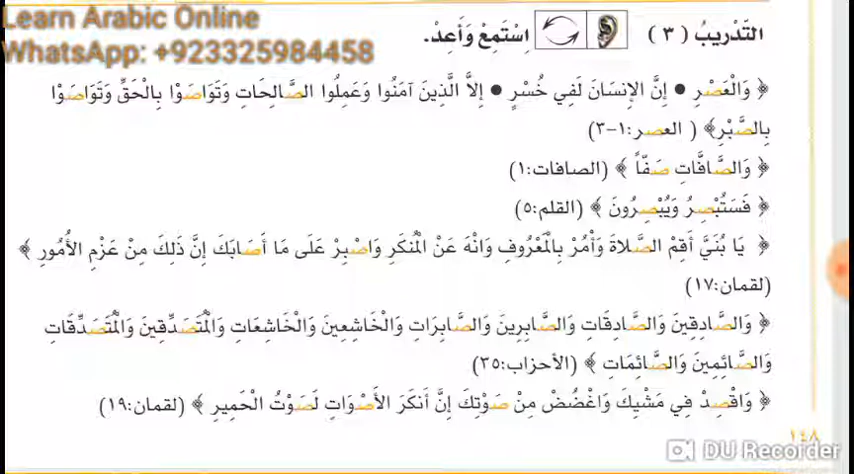 Learn Arabic Online
WhatsApp: +923325984458
التَّدْرِيبُ ( ٣ ) اِسْتَمِعْ وَأَعِدْ.
﴿ وَالْعَصْرِ • إِنَّ الإِنسَانَ لَفِي خُسْرٍ • إِلاَّ الَّذِينَ آمَنُوا وَعَمِلُوا الصَّالِحَاتِ وَتَوَاصَوْا بِالْحَقِّ وَتَوَاصَوْا
بِالصَّبْرِ﴾ ( العصر:١-٣)
﴿ وَالصَّافَّاتِ صَفّاً ﴾ (الصافات:١)
﴿ فَسَتُبْصِرُ وَيُبْصِرُونَ ﴾ (القلم:٥)
﴿ يَا بُنَيَّ أَقِمْ الصَّلاةَ وَأْمُرْ بِالْمَعْرُوفِ وَانْهَ عَنْ الْمُنكَرِ وَاصْبِرْ عَلَى مَا أَصَابَكَ إِنَّ ذَلِكَ مِنْ عَزْمِ الأُمُورِ ﴾
(لقمان:١٧)
﴿ وَالصَّادِقِينَ وَالصَّادِقَاتِ وَالصَّابِرِينَ وَالصَّابِرَاتِ وَالْخَاشِعِينَ وَالْخَاشِعَاتِ وَالْمُتَصَدِّقِينَ وَالْمُتَصَدِّقَاتِ
وَالصَّائِمِينَ وَالصَّائِمَاتِ ﴾ (الأحزاب:٣٥)
﴿ وَاقْصِدْ فِي مَشْيِكَ وَاغْضُضْ مِنْ صَوْتِكَ إِنَّ أَنكَرَ الأَصْوَاتِ لَصَوْتُ الْحَمِيرِ ﴾ (لقمان:١٩)
١٤٨
DU Recorder